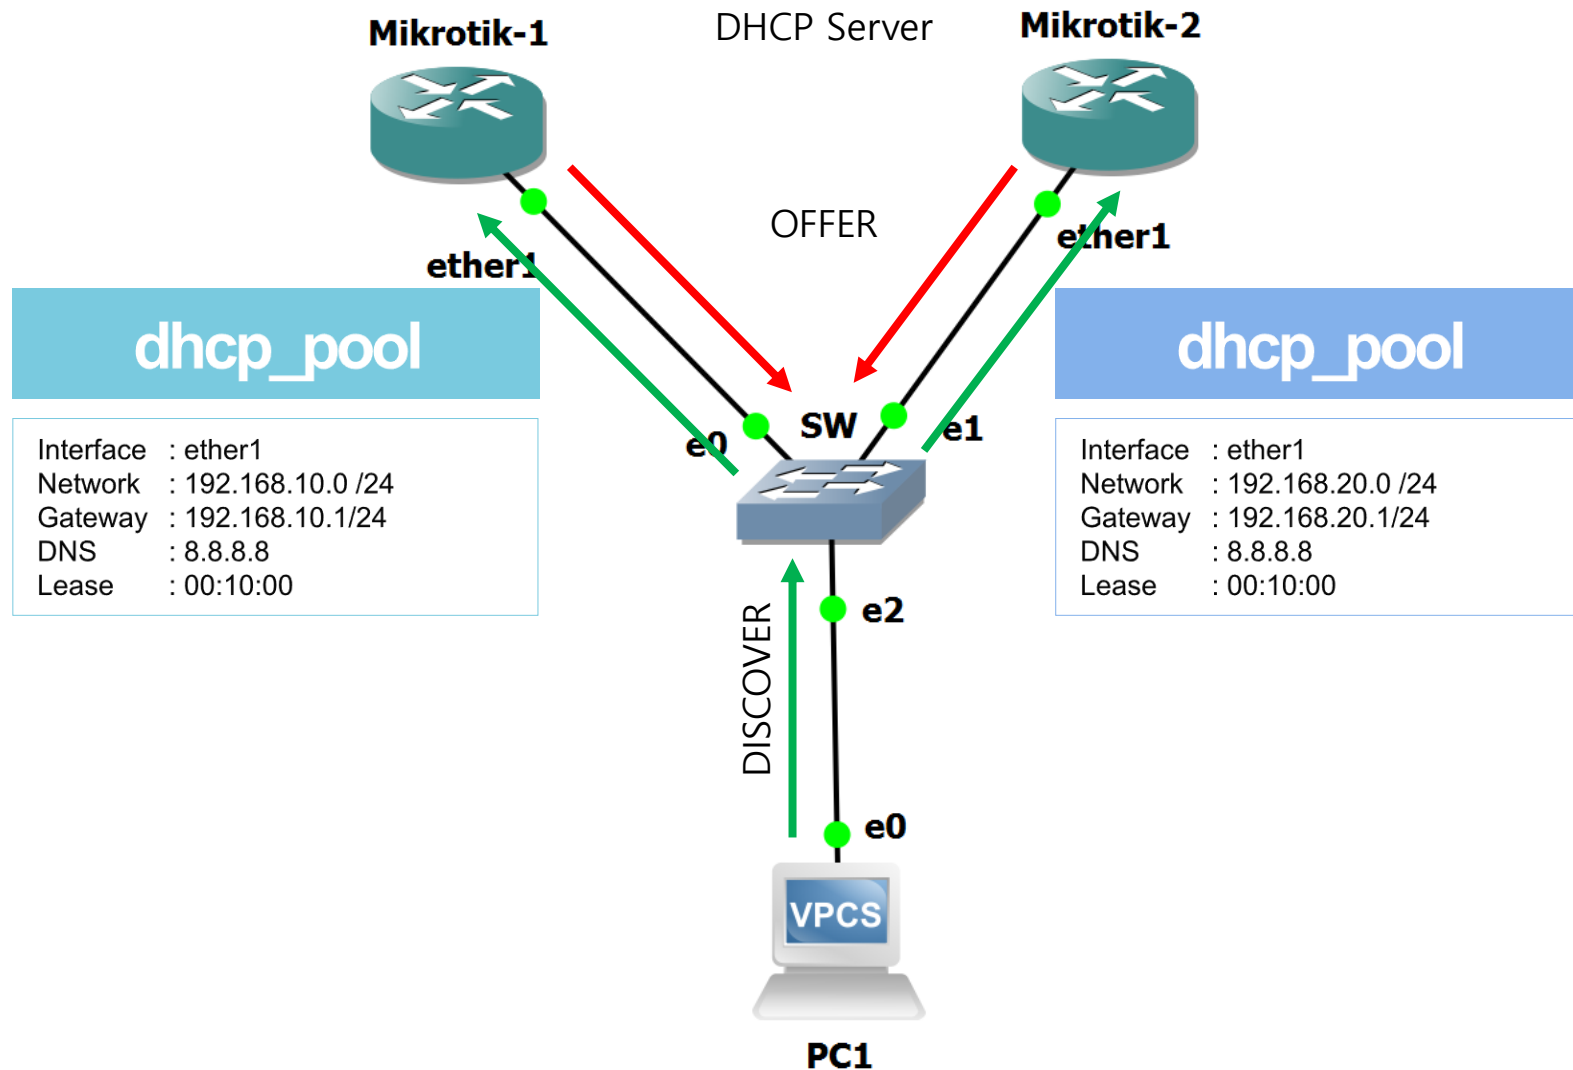 Mikrotik-1
DHCP Server
Mikrotik-2
OFFER
ether1
ether1
dhcp_pool
Interface : ether1
Network : 192.168.10.0 /24
Gateway : 192.168.10.1/24
DNS : 8.8.8.8
Lease : 00:10:00
dhcp_pool
Interface : ether1
Network : 192.168.20.0 /24
Gateway : 192.168.20.1/24
DNS : 8.8.8.8
Lease : 00:10:00
SW
e0
e1
e2
DISCOVER
e0
VPCS
PC1